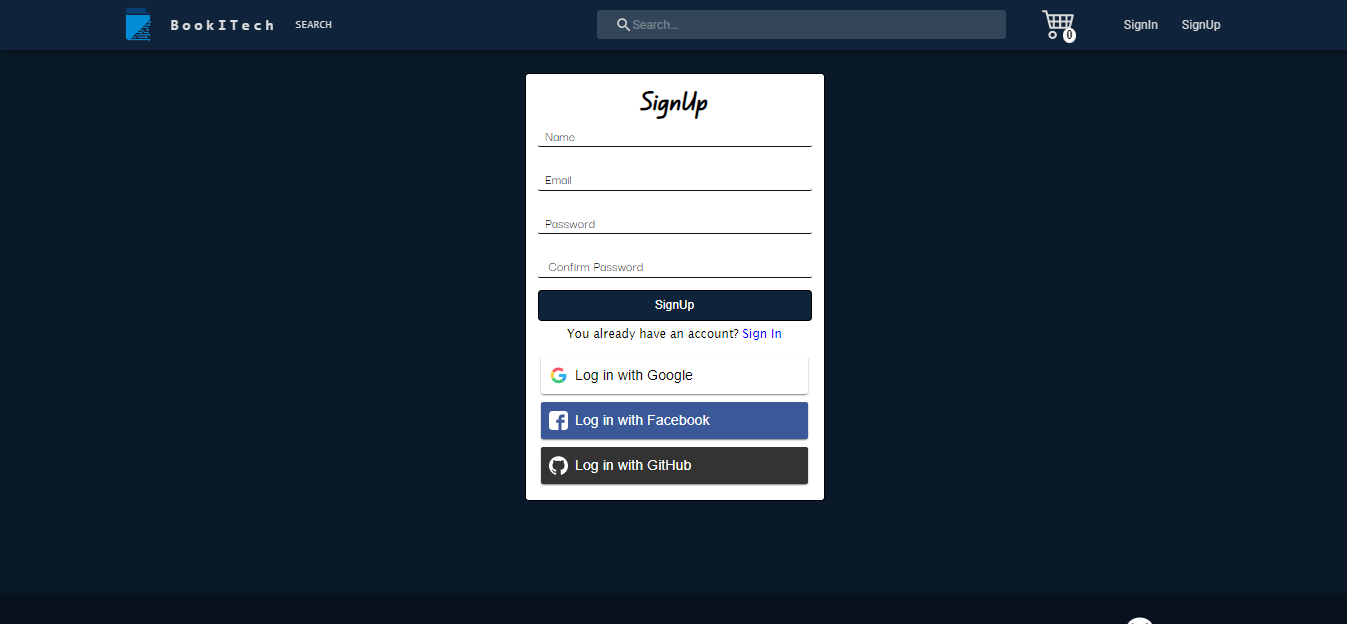 BookITech SEARCH Search... 0 SignIn SignUp
SignUp
Name
Email
Password
Confirm Password
SignUp
You already have an account? Sign In
Log in with Google
Log in with Facebook
Log in with GitHub